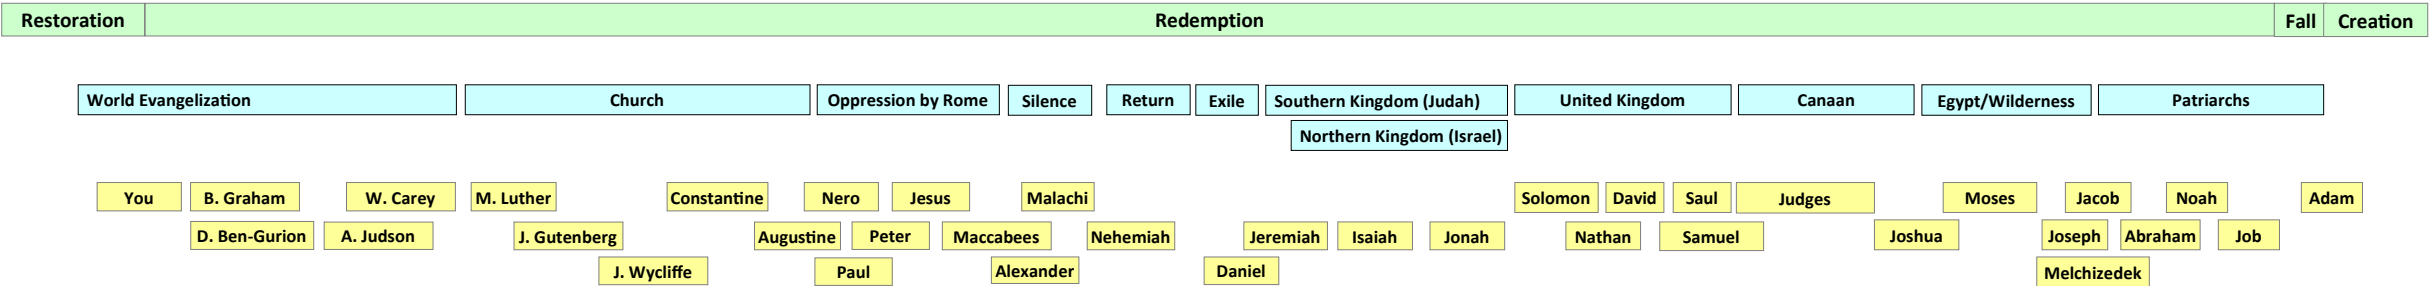 Restoration Redemption Fall Creation
World Evangelization Church Oppression by Rome Silence Return Exile Southern Kingdom (Judah) United Kingdom Canaan Egypt/Wilderness Patriarchs
Northern Kingdom (Israel)
You B. Graham W. Carey M. Luther Constantine Nero Jesus Malachi Solomon David Saul Judges Moses Jacob Noah Adam
D. Ben-Gurion A. Judson J. Gutenberg Augustine Peter Maccabees Nehemiah Jeremiah Isaiah Jonah Nathan Samuel Joshua Joseph Abraham Job
J. Wycliffe Paul Alexander Daniel Melchizedek